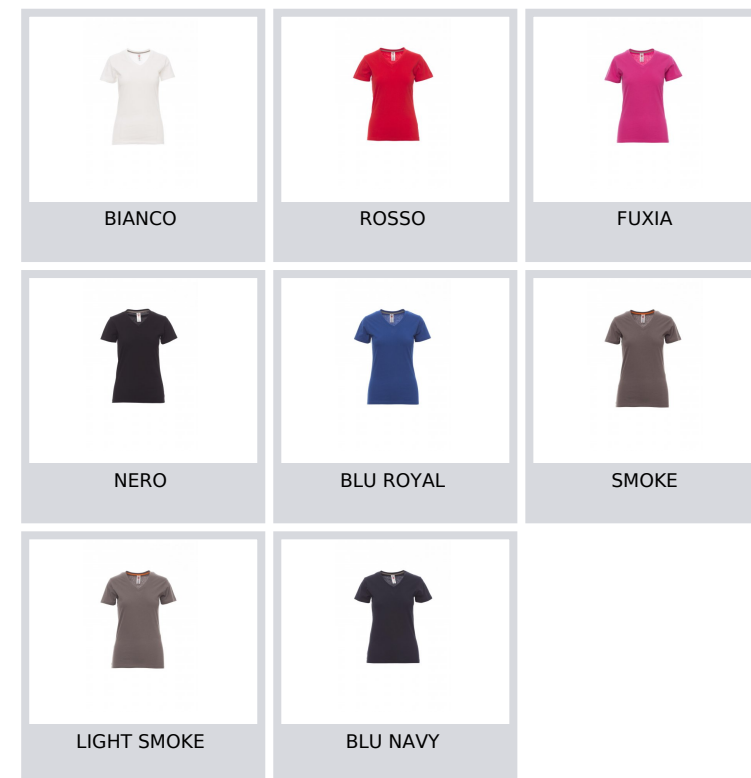 BIANCO
ROSSO
FUXIA
NERO
BLU ROYAL
SMOKE
LIGHT SMOKE
BLU NAVY